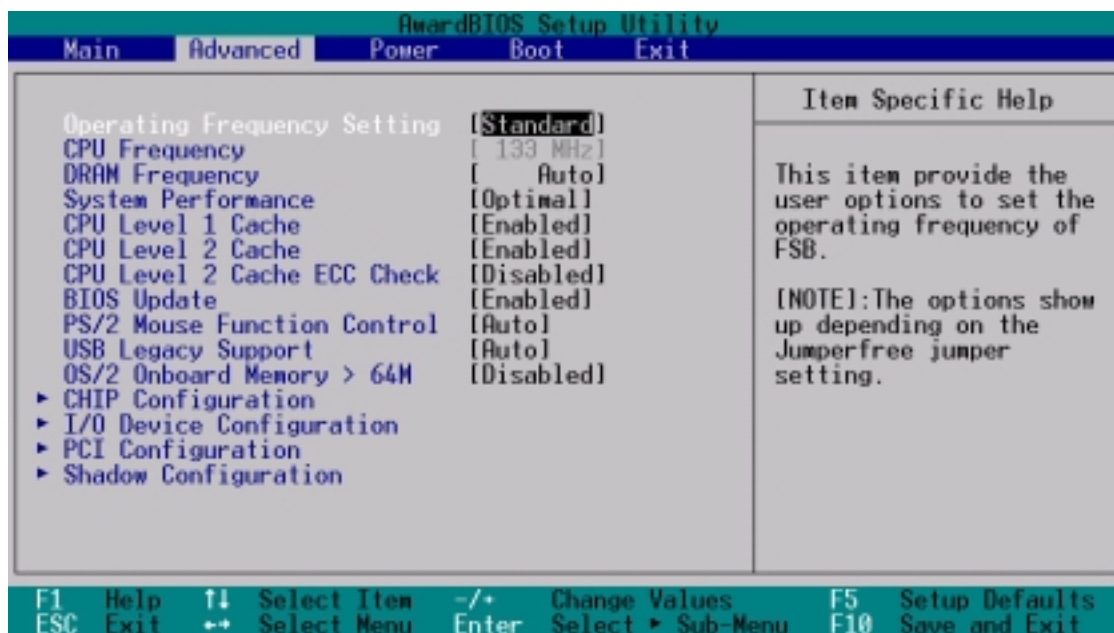 AwardBIOS Setup Utility
Main Advanced Power Boot Exit
Operating Frequency Setting [Standard]
CPU Frequency [ 133 MHz]
DRAM Frequency [ Auto]
System Performance [Optimal]
CPU Level 1 Cache [Enabled]
CPU Level 2 Cache [Enabled]
CPU Level 2 Cache ECC Check [Disabled]
BIOS Update [Enabled]
PS/2 Mouse Function Control [Auto]
USB Legacy Support [Auto]
OS/2 Onboard Memory > 64M [Disabled]
► CHIP Configuration
► I/O Device Configuration
► PCI Configuration
► Shadow Configuration
Item Specific Help
This item provide the
user options to set the
operating frequency of
FSB.
[NOTE]:The options show
up depending on the
Jumperfree jumper
setting.
F1 Help ↑↓ Select Item -/+ Change Values F5 Setup Defaults
ESC Exit ←→ Select Menu Enter Select ► Sub-Menu F10 Save and Exit